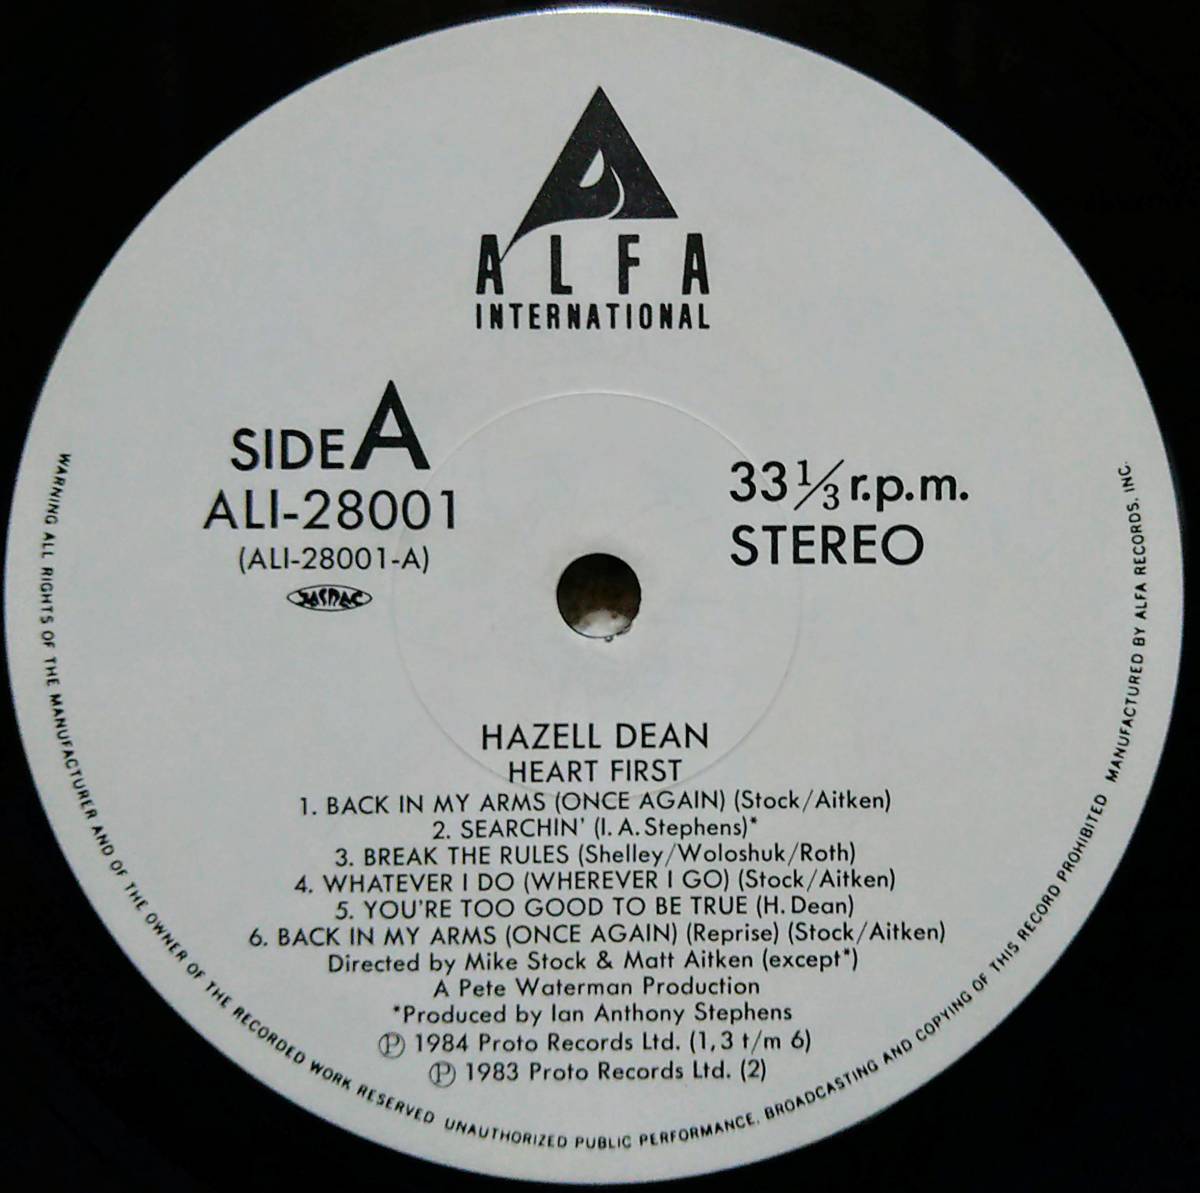 ALFA
INTERNATIONAL
SIDE A
ALI-28001
(ALI-28001-A)
JASRAC
33 1/3 r.p.m.
STEREO
HAZELL DEAN
HEART FIRST
1. BACK IN MY ARMS (ONCE AGAIN) (Stock/Aitken)
2. SEARCHIN' (I. A. Stephens)*
3. BREAK THE RULES (Shelley/Woloshuk/Roth)
4. WHATEVER I DO (WHEREVER I GO) (Stock/Aitken)
5. YOU'RE TOO GOOD TO BE TRUE (H. Dean)
6. BACK IN MY ARMS (ONCE AGAIN) (Reprise) (Stock/Aitken)
Directed by Mike Stock & Matt Aitken (except*)
A Pete Waterman Production
*Produced by Ian Anthony Stephens
℗ 1984 Proto Records Ltd. (1, 3 t/m 6)
℗ 1983 Proto Records Ltd. (2)
WARNING ALL RIGHTS OF THE MANUFACTURER AND OF THE OWNER OF THE RECORDED WORK RESERVED UNAUTHORIZED PUBLIC PERFORMANCE, BROADCASTING AND COPYING OF THIS RECORD PROHIBITED MANUFACTURED BY ALFA RECORDS, INC.